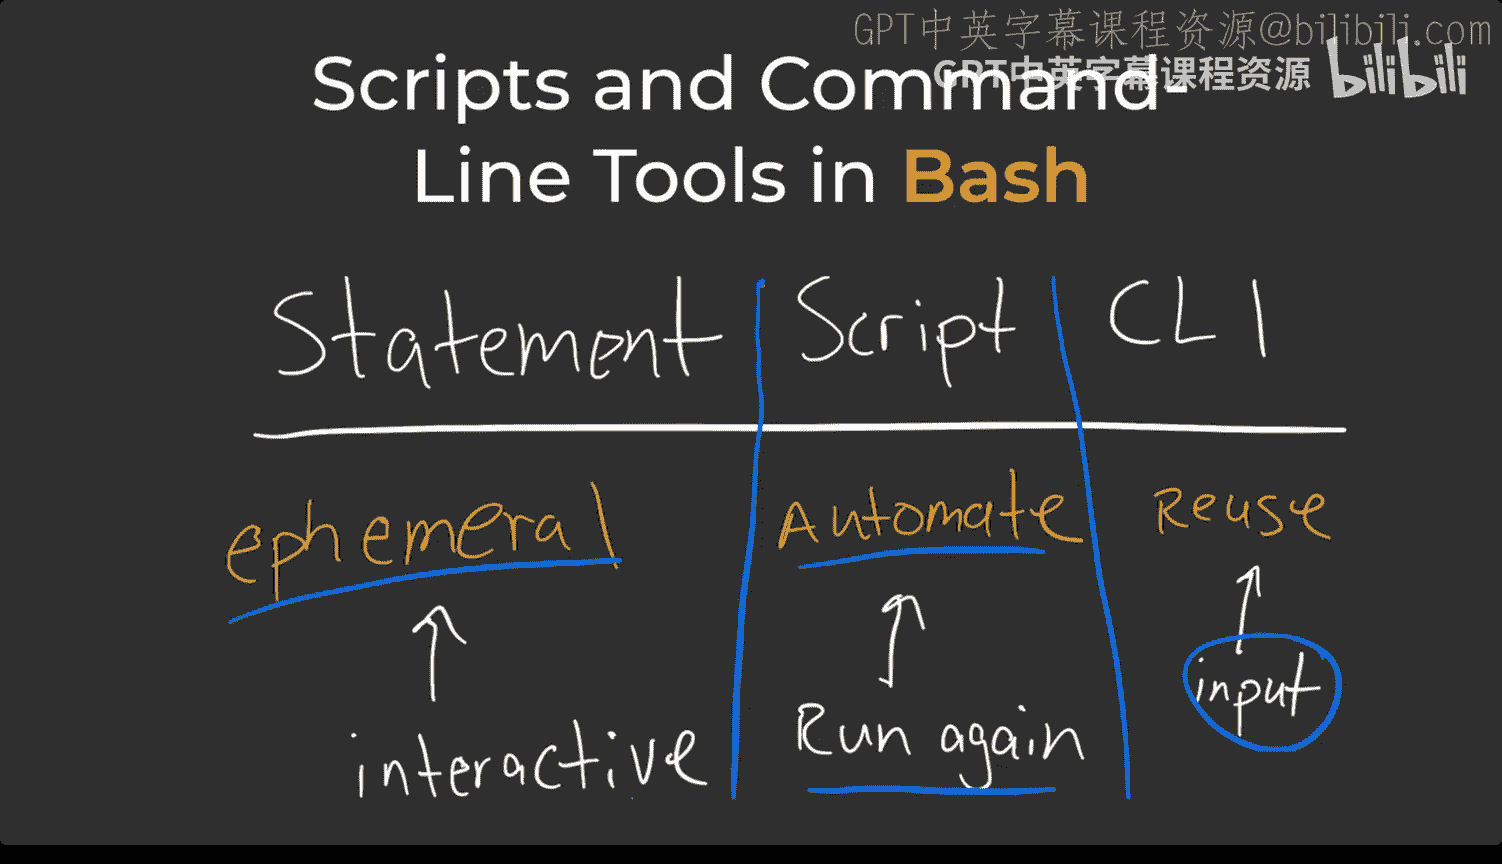 GPT中英字幕课程资源@bilibili.com
GPT中英字幕课程资源 bilibili
Scripts and Command-
Line Tools in Bash
Statement Script CLI
ephemeral Automate Reuse
interactive Run again input